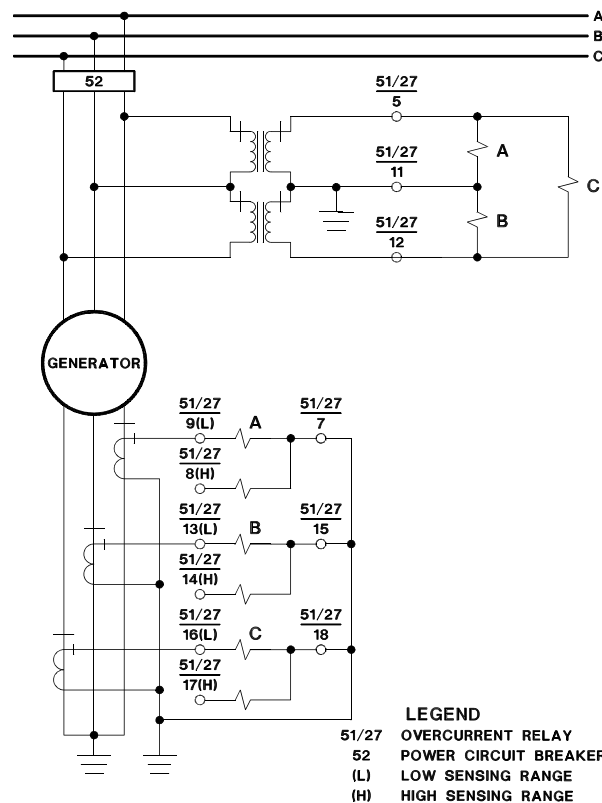 A
B
C
52
51/27
5
51/27
11
A
C
B
51/27
12
GENERATOR
51/27
9(L)
A
51/27
7
51/27
8(H)
51/27
13(L)
B
51/27
15
51/27
14(H)
51/27
16(L)
C
51/27
18
51/27
17(H)
LEGEND
51/27 OVERCURRENT RELAY
52 POWER CIRCUIT BREAKER
(L) LOW SENSING RANGE
(H) HIGH SENSING RANGE